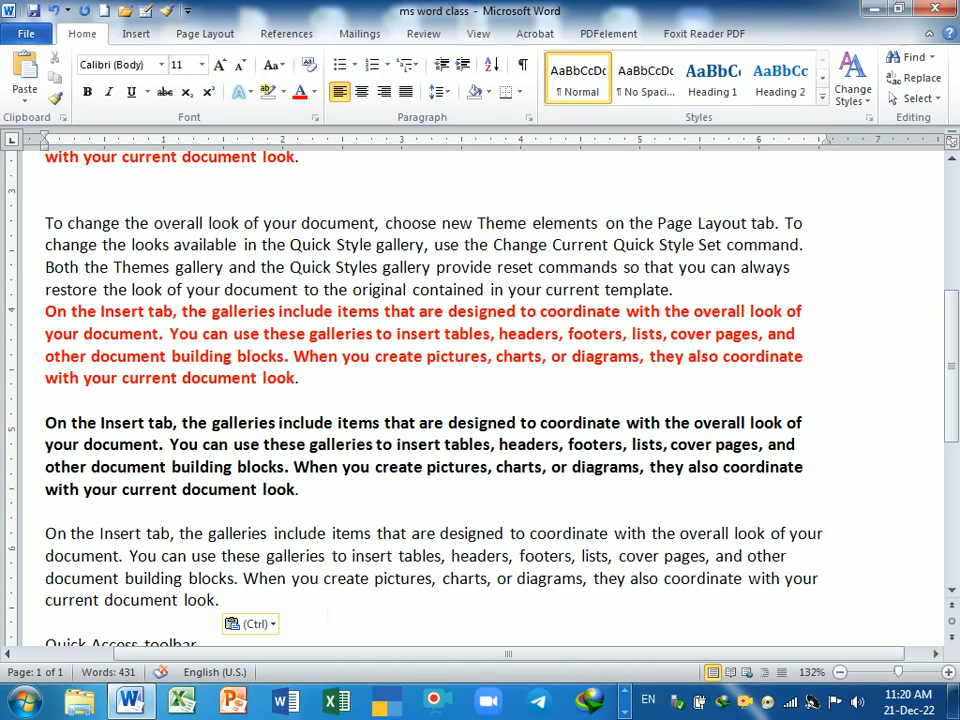 ms word class - Microsoft Word
File Home Insert Page Layout References Mailings Review View Acrobat PDFelement Foxit Reader PDF
Paste
Calibri (Body) 11
AaBbCcDc AaBbCcDc AaBbC AaBbCc
¶ Normal ¶ No Spaci... Heading 1 Heading 2
Change Styles
Find
Replace
Select
Clipboard Font Paragraph Styles Editing
1 2 3 4 5 6 7
with your current document look.
To change the overall look of your document, choose new Theme elements on the Page Layout tab. To
change the looks available in the Quick Style gallery, use the Change Current Quick Style Set command.
Both the Themes gallery and the Quick Styles gallery provide reset commands so that you can always
restore the look of your document to the original contained in your current template.
On the Insert tab, the galleries include items that are designed to coordinate with the overall look of
your document. You can use these galleries to insert tables, headers, footers, lists, cover pages, and
other document building blocks. When you create pictures, charts, or diagrams, they also coordinate
with your current document look.
On the Insert tab, the galleries include items that are designed to coordinate with the overall look of
your document. You can use these galleries to insert tables, headers, footers, lists, cover pages, and
other document building blocks. When you create pictures, charts, or diagrams, they also coordinate
with your current document look.
On the Insert tab, the galleries include items that are designed to coordinate with the overall look of your
document. You can use these galleries to insert tables, headers, footers, lists, cover pages, and other
document building blocks. When you create pictures, charts, or diagrams, they also coordinate with your
current document look.
(Ctrl)
Quick Access toolbar
Page: 1 of 1 Words: 431 English (U.S.) 132%
EN 11:20 AM
21-Dec-22